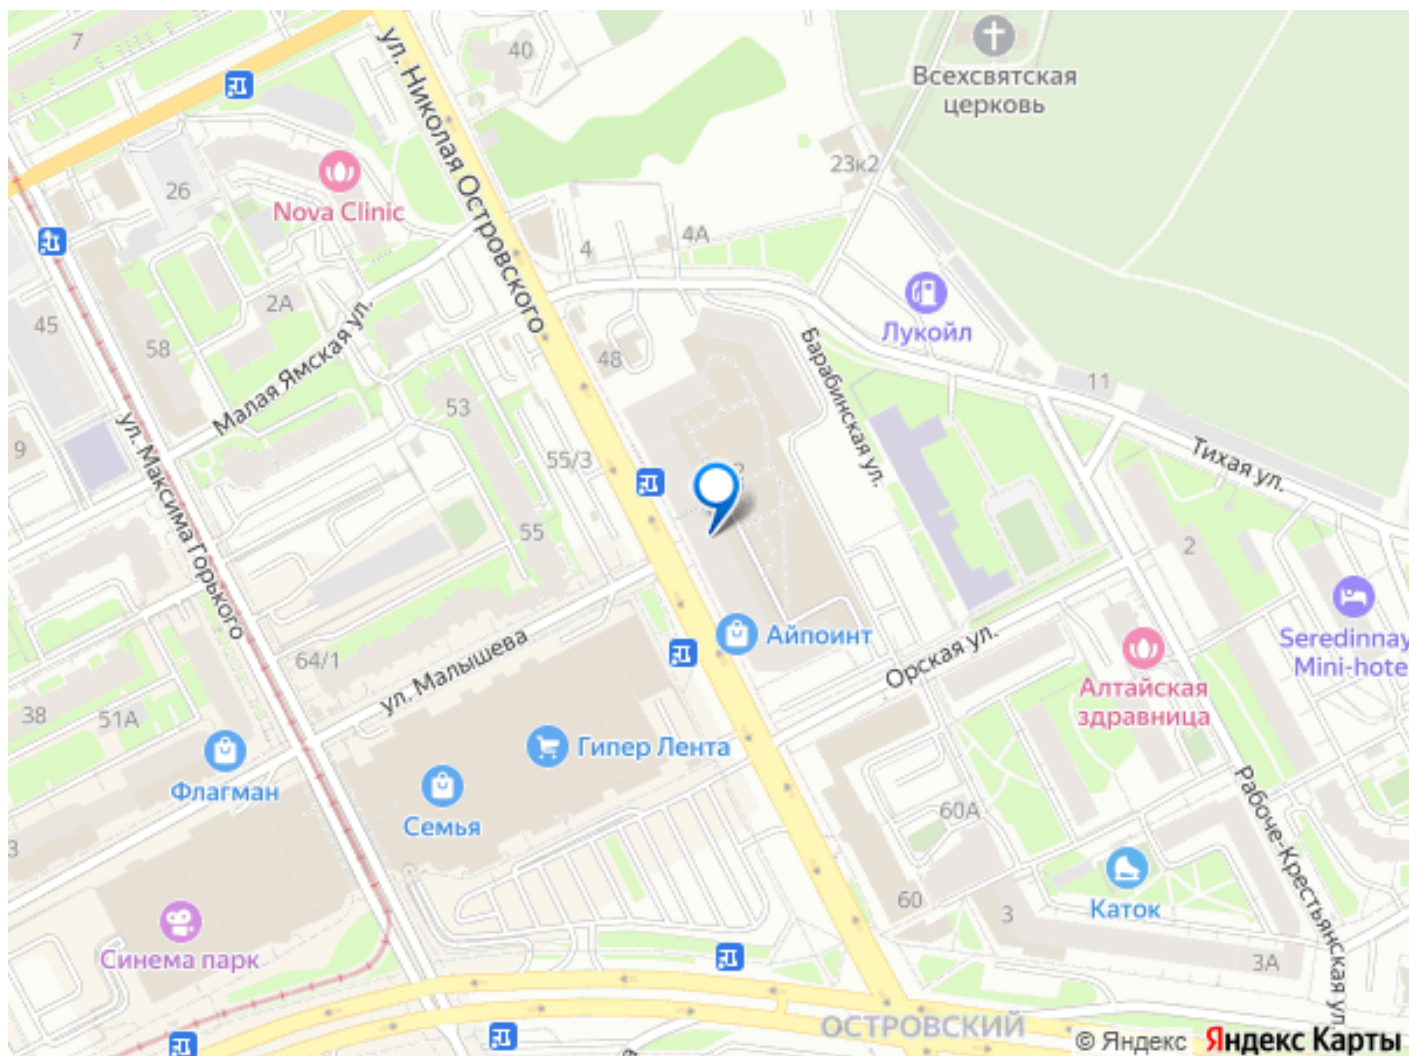 7
40
Всехсвятская
церковь
ул. Николая Островского
26
23к2
Nova Clinic
4А
4
2А
45
58
Лукойл
Малая Ямская ул.
48
Барабинская ул.
11
53
9
55/3
Тихая ул.
ул. Максима Горького
55
2
Айпоинт
Seredinnay
Mini-hote
64/1
ул. Малышева
Орская ул.
Алтайская
здравница
38
51А
Гипер Лента
Флагман
Семья
Рабоче-Крестьянская ул.
60А
3
60
3
Каток
Синема парк
3А
ОСТРОВСКИЙ
© Яндекс Яндекс Карты